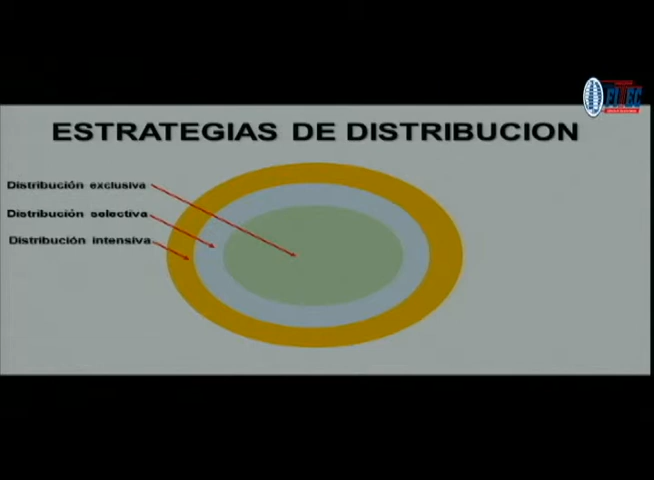 ESTRATEGIAS DE DISTRIBUCION
Distribución exclusiva
Distribución selectiva
Distribución intensiva